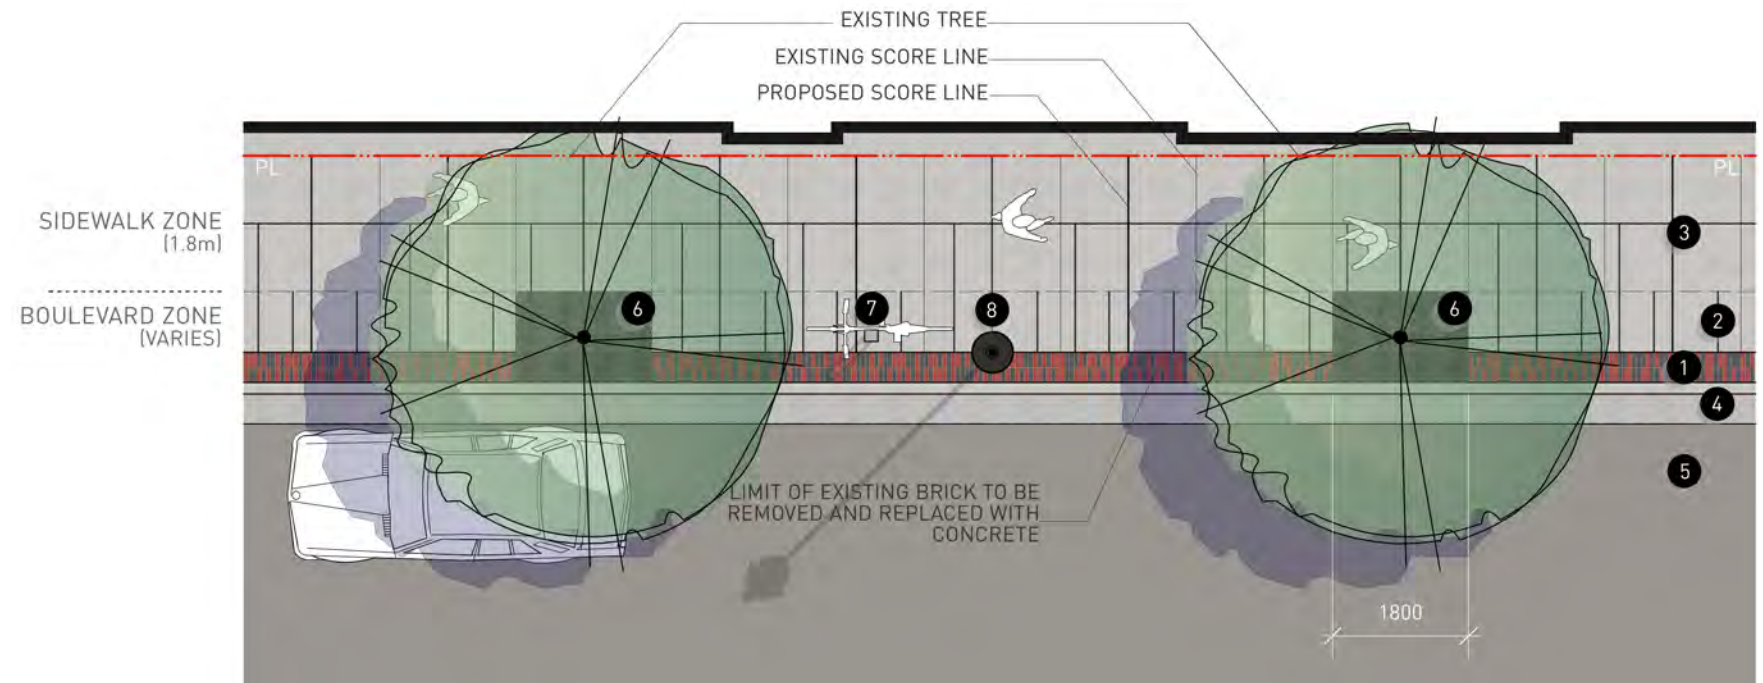 EXISTING TREE
EXISTING SCORE LINE
PROPOSED SCORE LINE
PL
PL
SIDEWALK ZONE
(1.8m)
3
BOULEVARD ZONE
(VARIES)
6
7
8
6
2
1
4
5
LIMIT OF EXISTING BRICK TO BE
REMOVED AND REPLACED WITH
CONCRETE
1800